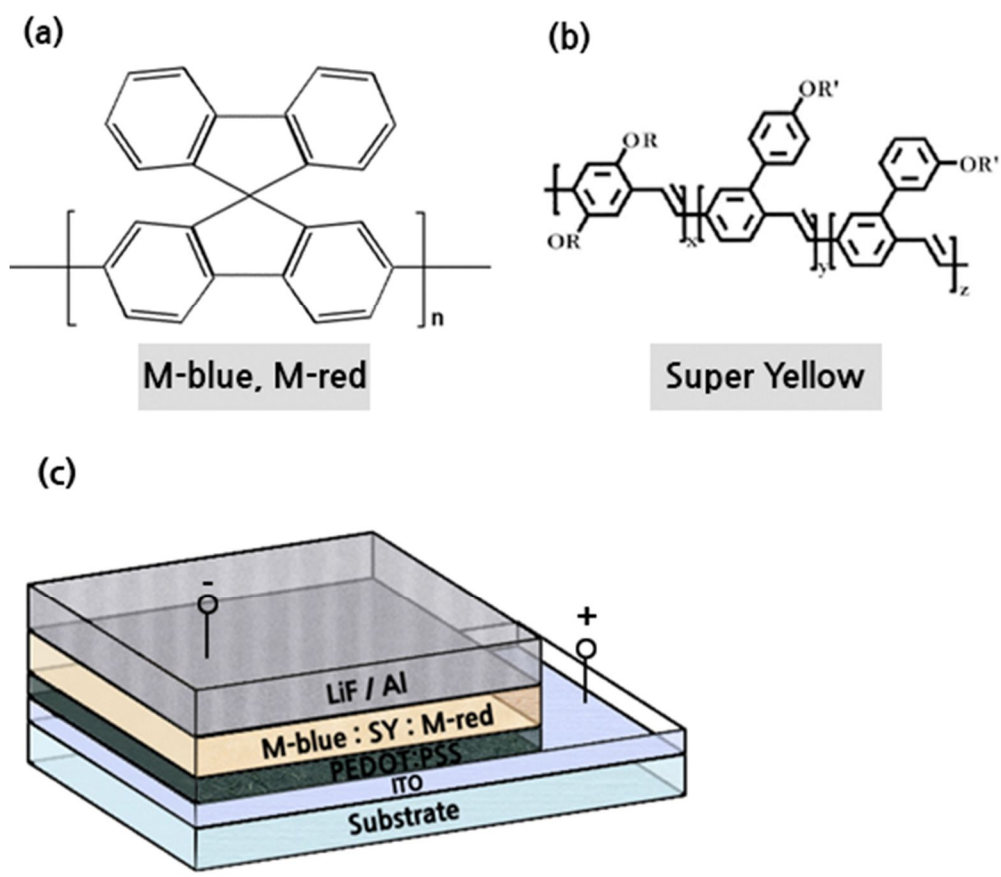 (a)
n
M-blue, M-red
(b)
OR'
OR
OR'
OR
x
y
z
Super Yellow
(c)
-
+
LiF / Al
M-blue : SY : M-red
PEDOT:PSS
ITO
Substrate